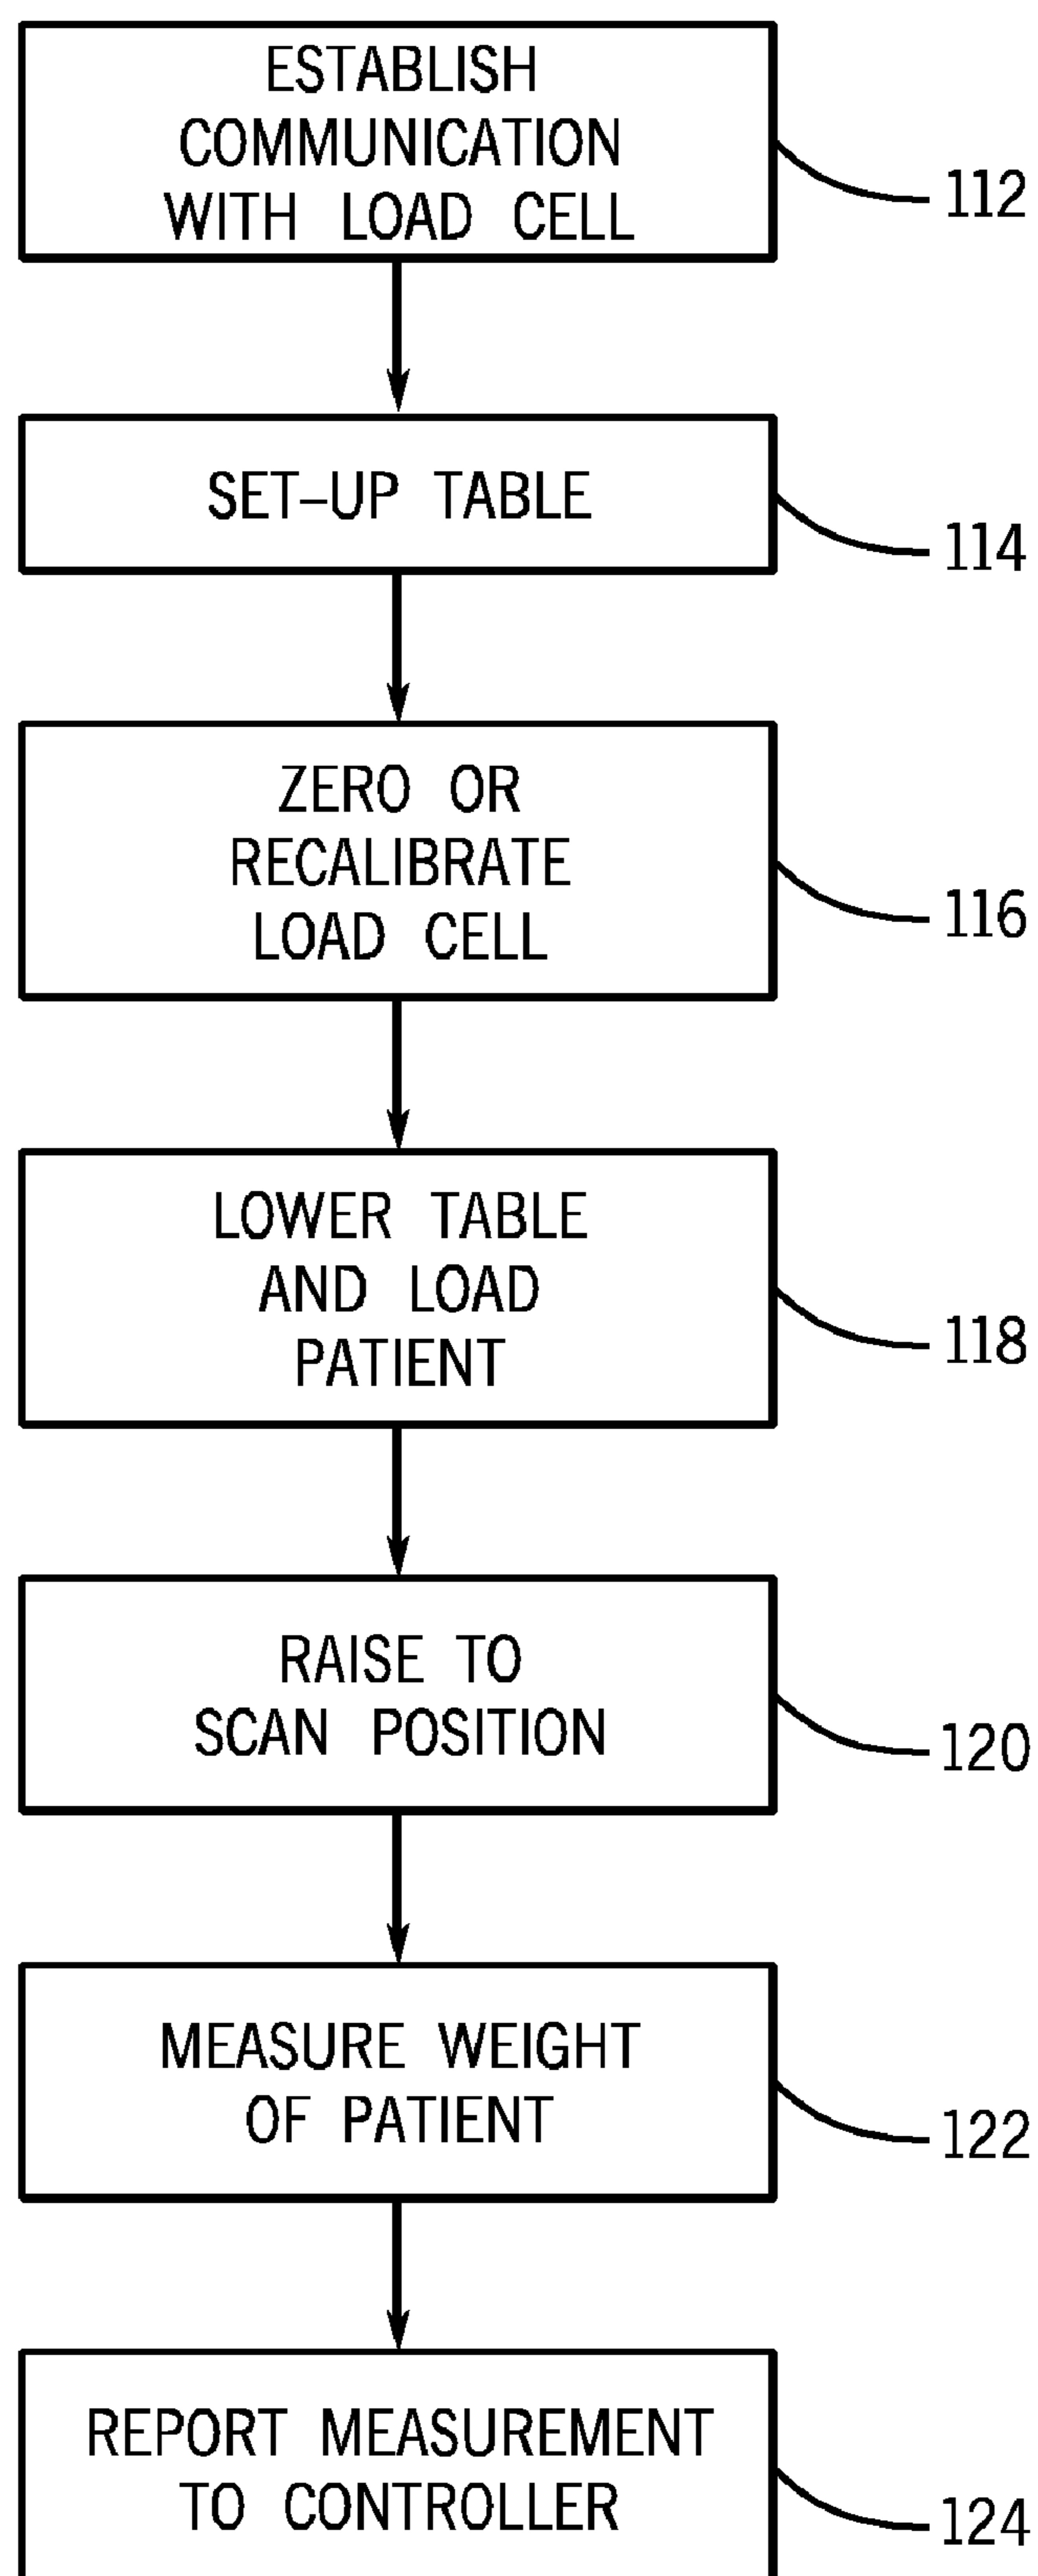 ESTABLISH
COMMUNICATION
WITH LOAD CELL
112
SET-UP TABLE
114
ZERO OR
RECALIBRATE
LOAD CELL
116
LOWER TABLE
AND LOAD
PATIENT
118
RAISE TO
SCAN POSITION
120
MEASURE WEIGHT
OF PATIENT
122
REPORT MEASUREMENT
TO CONTROLLER
124